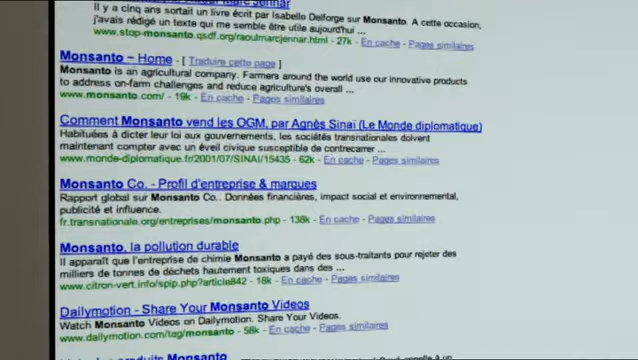 Il y a cinq ans sortait un livre écrit par Isabelle Delforge sur Monsanto. A cette occasion,
j'avais rédigé un texte qui me semble être utile aujourd'hui ...
www.stop-monsanto.qsdf.org/raoulmarcjennar.html - 27k - En cache - Pages similaires
Monsanto ~ Home - [ Traduire cette page ]
Monsanto is an agricultural company. Farmers around the world use our innovative products
to address on-farm challenges and reduce agriculture's overall ...
www.monsanto.com/ - 19k - En cache - Pages similaires
Comment Monsanto vend les OGM, par Agnès Sinaï (Le Monde diplomatique)
Habituées à dicter leur loi aux gouvernements, les sociétés transnationales doivent
maintenant compter avec un éveil civique susceptible de contrecarrer ...
www.monde-diplomatique.fr/2001/07/SINAI/15435 - 62k - En cache - Pages similaires
Monsanto Co. - Profil d'entreprise & marques
Rapport global sur Monsanto Co.. Données financières, impact social et environnemental,
publicité et influence.
fr.transnationale.org/entreprises/monsanto.php - 138k - En cache - Pages similaires
Monsanto, la pollution durable
Il apparaît que l'entreprise de chimie Monsanto a payé des sous-traitants pour rejeter des
milliers de tonnes de déchets hautement toxiques dans des ...
www.citron-vert.info/spip.php?article842 - 18k - En cache - Pages similaires
Dailymotion - Share Your Monsanto Videos
Watch Monsanto Videos on Dailymotion. Share Your Videos.
www.dailymotion.com/tag/monsanto - 58k - En cache - Pages similaires
produits Monsanto